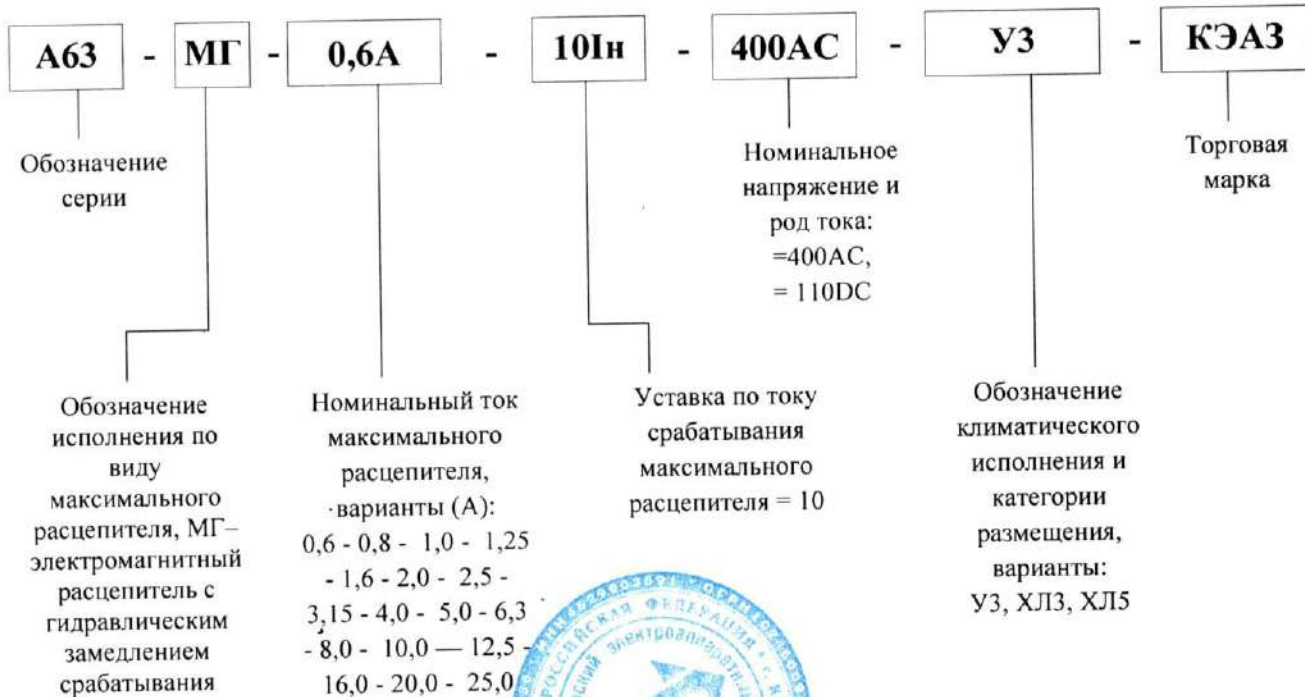 А63 - МГ - 0,6А - 10Iн - 400АС - У3 - КЭАЗ
Обозначение
серии
Номинальное
напряжение и
род тока:
=400АС,
= 110DC
Торговая
марка
Обозначение
исполнения по
виду
максимального
расцепителя, МГ–
электромагнитный
расцепитель с
гидравлическим
замедлением
срабатывания
Номинальный ток
максимального
расцепителя,
варианты (А):
0,6 - 0,8 - 1,0 - 1,25
- 1,6 - 2,0 - 2,5 -
3,15 - 4,0 - 5,0 - 6,3
- 8,0 - 10,0 — 12,5 -
16,0 - 20,0 - 25,0
Уставка по току
срабатывания
максимального
расцепителя = 10
Обозначение
климатического
исполнения и
категории
размещения,
варианты:
У3, ХЛ3, ХЛ5
РОССИЙСКАЯ ФЕДЕРАЦИЯ